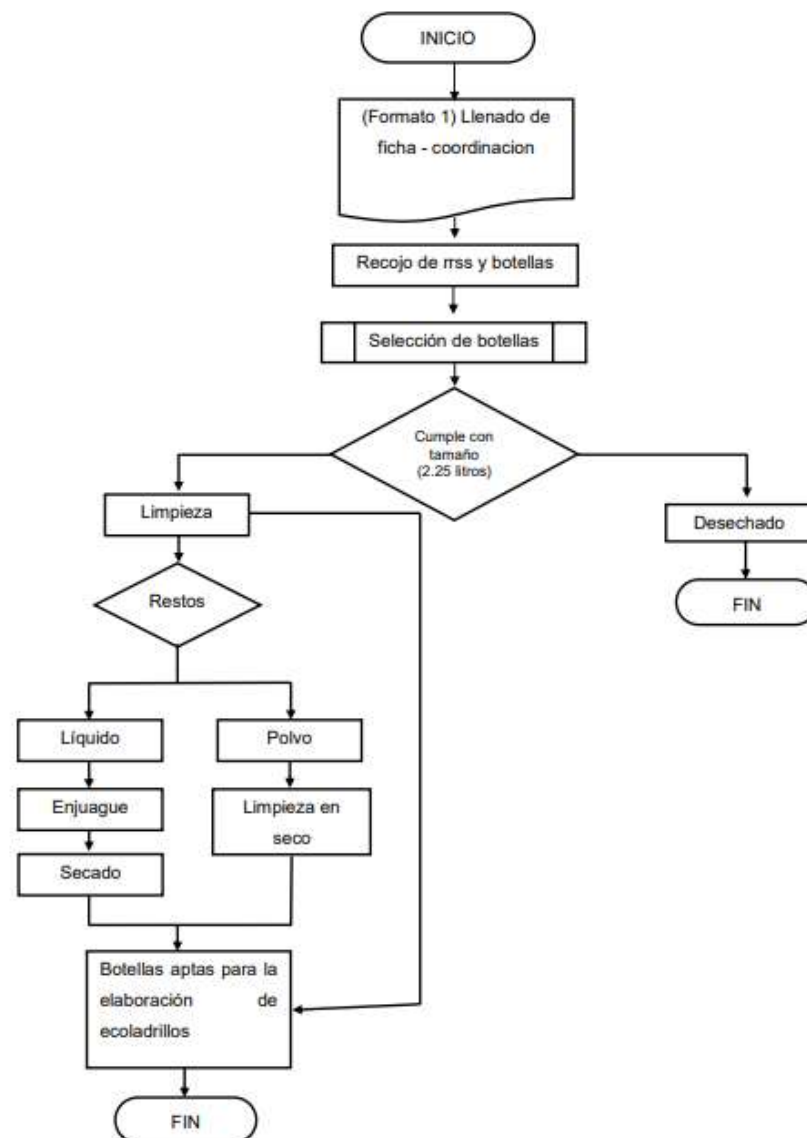 INICIO
(Formato 1) Llenado de
ficha - coordinacion
Recojo de rrss y botellas
Selección de botellas
Cumple con
tamaño
(2.25 litros)
Limpieza
Desechado
Restos
FIN
Líquido
Polvo
Enjuague
Limpieza en
seco
Secado
Botellas aptas para la
elaboración de
ecoladrillos
FIN